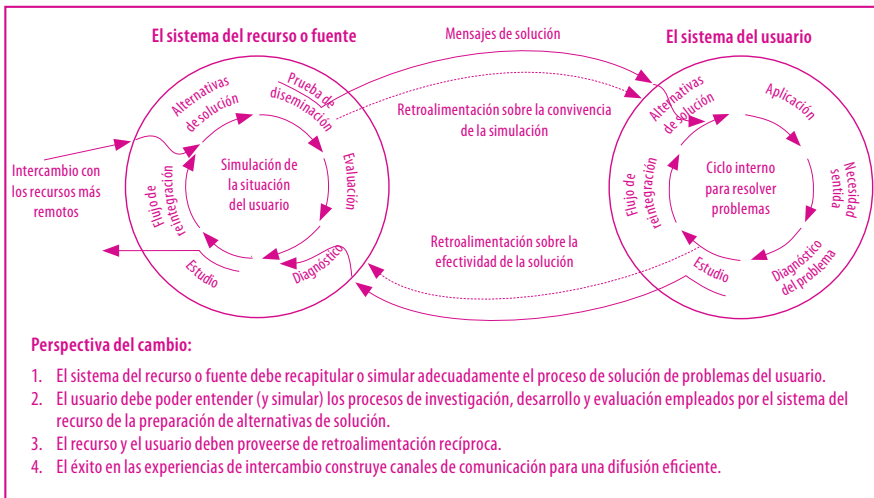 El sistema del recurso o fuente
Mensajes de solución
El sistema del usuario
Alternativas
de solución
Prueba de
diseminación
Evaluación
Diagnóstico
Estudio
Flujo de
reintegración
Simulación de
la situación
del usuario
Intercambio con
los recursos más
remotos
Retroalimentación sobre la convivencia
de la simulación
Retroalimentación sobre la
efectividad de la solución
Alternativas
de solución
Aplicación
Necesidad
sentida
Diagnóstico
del problema
Estudio
Flujo de
reintegración
Ciclo interno
para resolver
problemas
Perspectiva del cambio:
1. El sistema del recurso o fuente debe recapitular o simular adecuadamente el proceso de solución de problemas del usuario.
2. El usuario debe poder entender (y simular) los procesos de investigación, desarrollo y evaluación empleados por el sistema del
recurso de la preparación de alternativas de solución.
3. El recurso y el usuario deben proveerse de retroalimentación recíproca.
4. El éxito en las experiencias de intercambio construye canales de comunicación para una difusión eficiente.